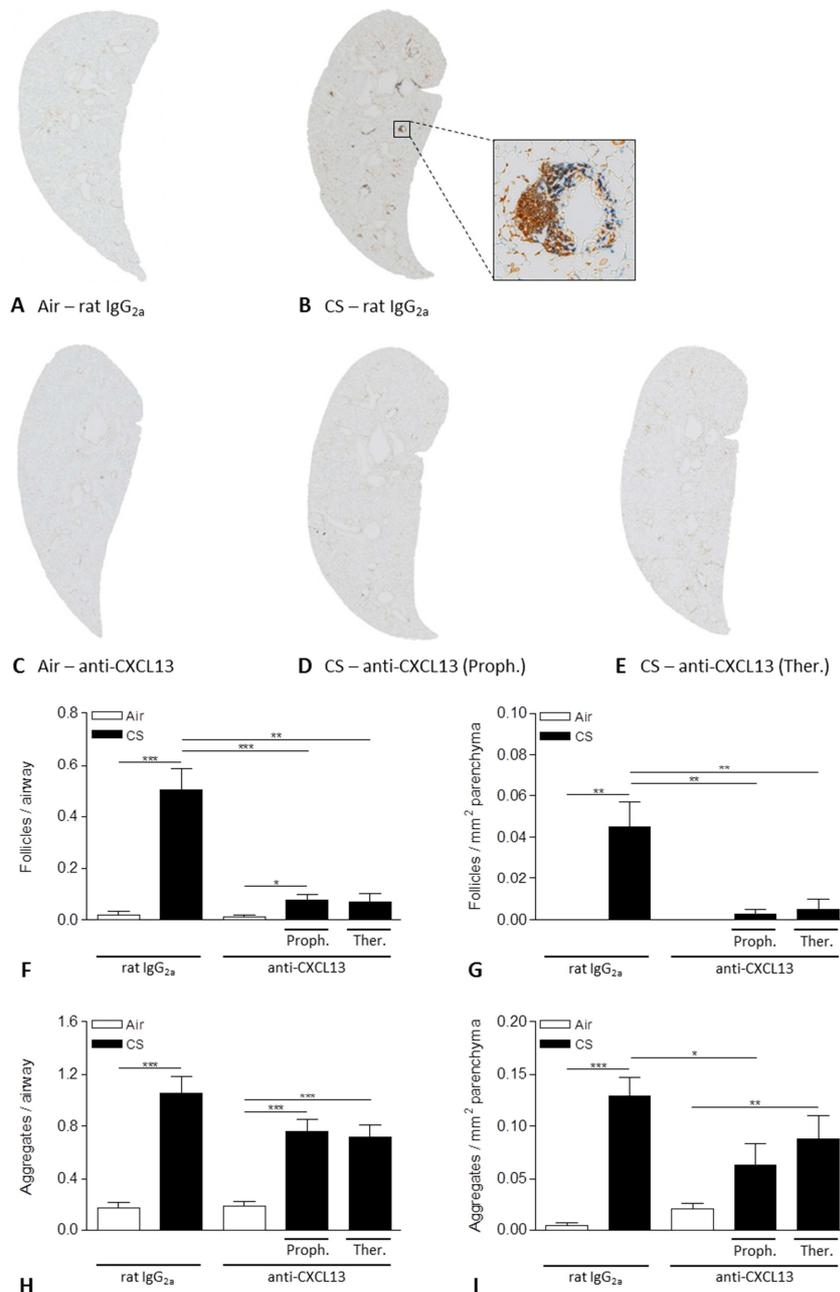 A Air – rat IgG2a
B CS – rat IgG2a
C Air – anti-CXCL13
D CS – anti-CXCL13 (Proph.)
E CS – anti-CXCL13 (Ther.)
Follicles / airway
0.8
0.6
0.4
0.2
0.0
Air
CS
***
***
**
*
Proph.
Ther.
rat IgG2a
anti-CXCL13
F
Follicles / mm2 parenchyma
0.10
0.08
0.06
0.04
0.02
0.00
Air
CS
**
**
**
Proph.
Ther.
rat IgG2a
anti-CXCL13
G
Aggregates / airway
1.6
1.2
0.8
0.4
0.0
Air
CS
***
***
***
Proph.
Ther.
rat IgG2a
anti-CXCL13
H
Aggregates / mm2 parenchyma
0.20
0.15
0.10
0.05
0.00
Air
CS
***
*
**
Proph.
Ther.
rat IgG2a
anti-CXCL13
I